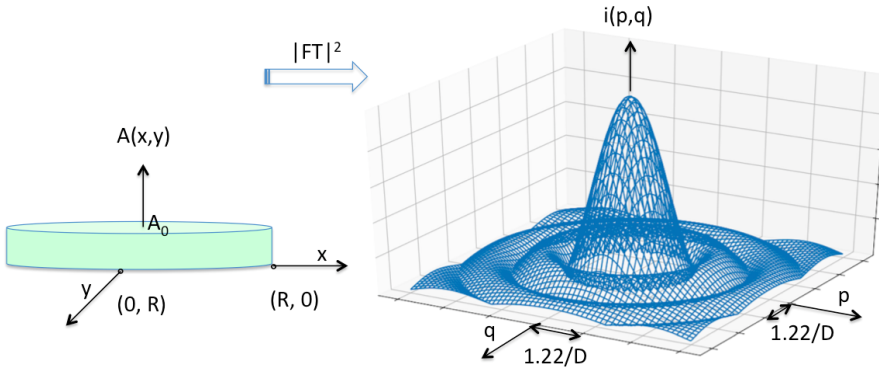 |FT|²
i(p,q)
A(x,y)
A₀
x
y
(0, R)
(R, 0)
p
q
1.22/D
1.22/D